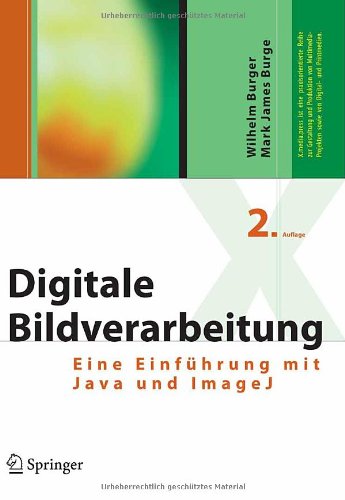 Urheberrechtlich geschütztes Material
Wilhelm Burger
Mark James Burge
X.media.press ist eine praxisorientierte Reihe
zur Gestaltung und Produktion von Multimedia-
Projekten sowie von Digital- und Printmedien.
2.
Auflage
X
Digitale
Bildverarbeitung
Eine Einführung mit
Java und ImageJ
Springer
Urheberrechtlich geschütztes Material